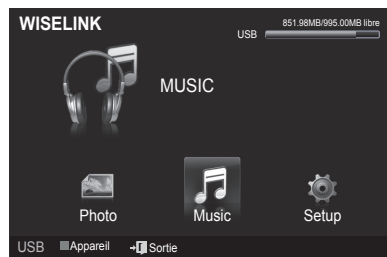 WISELINK
851.98MB/995.00MB libre
USB
MUSIC
Photo Music Setup
USB Appareil Sortie